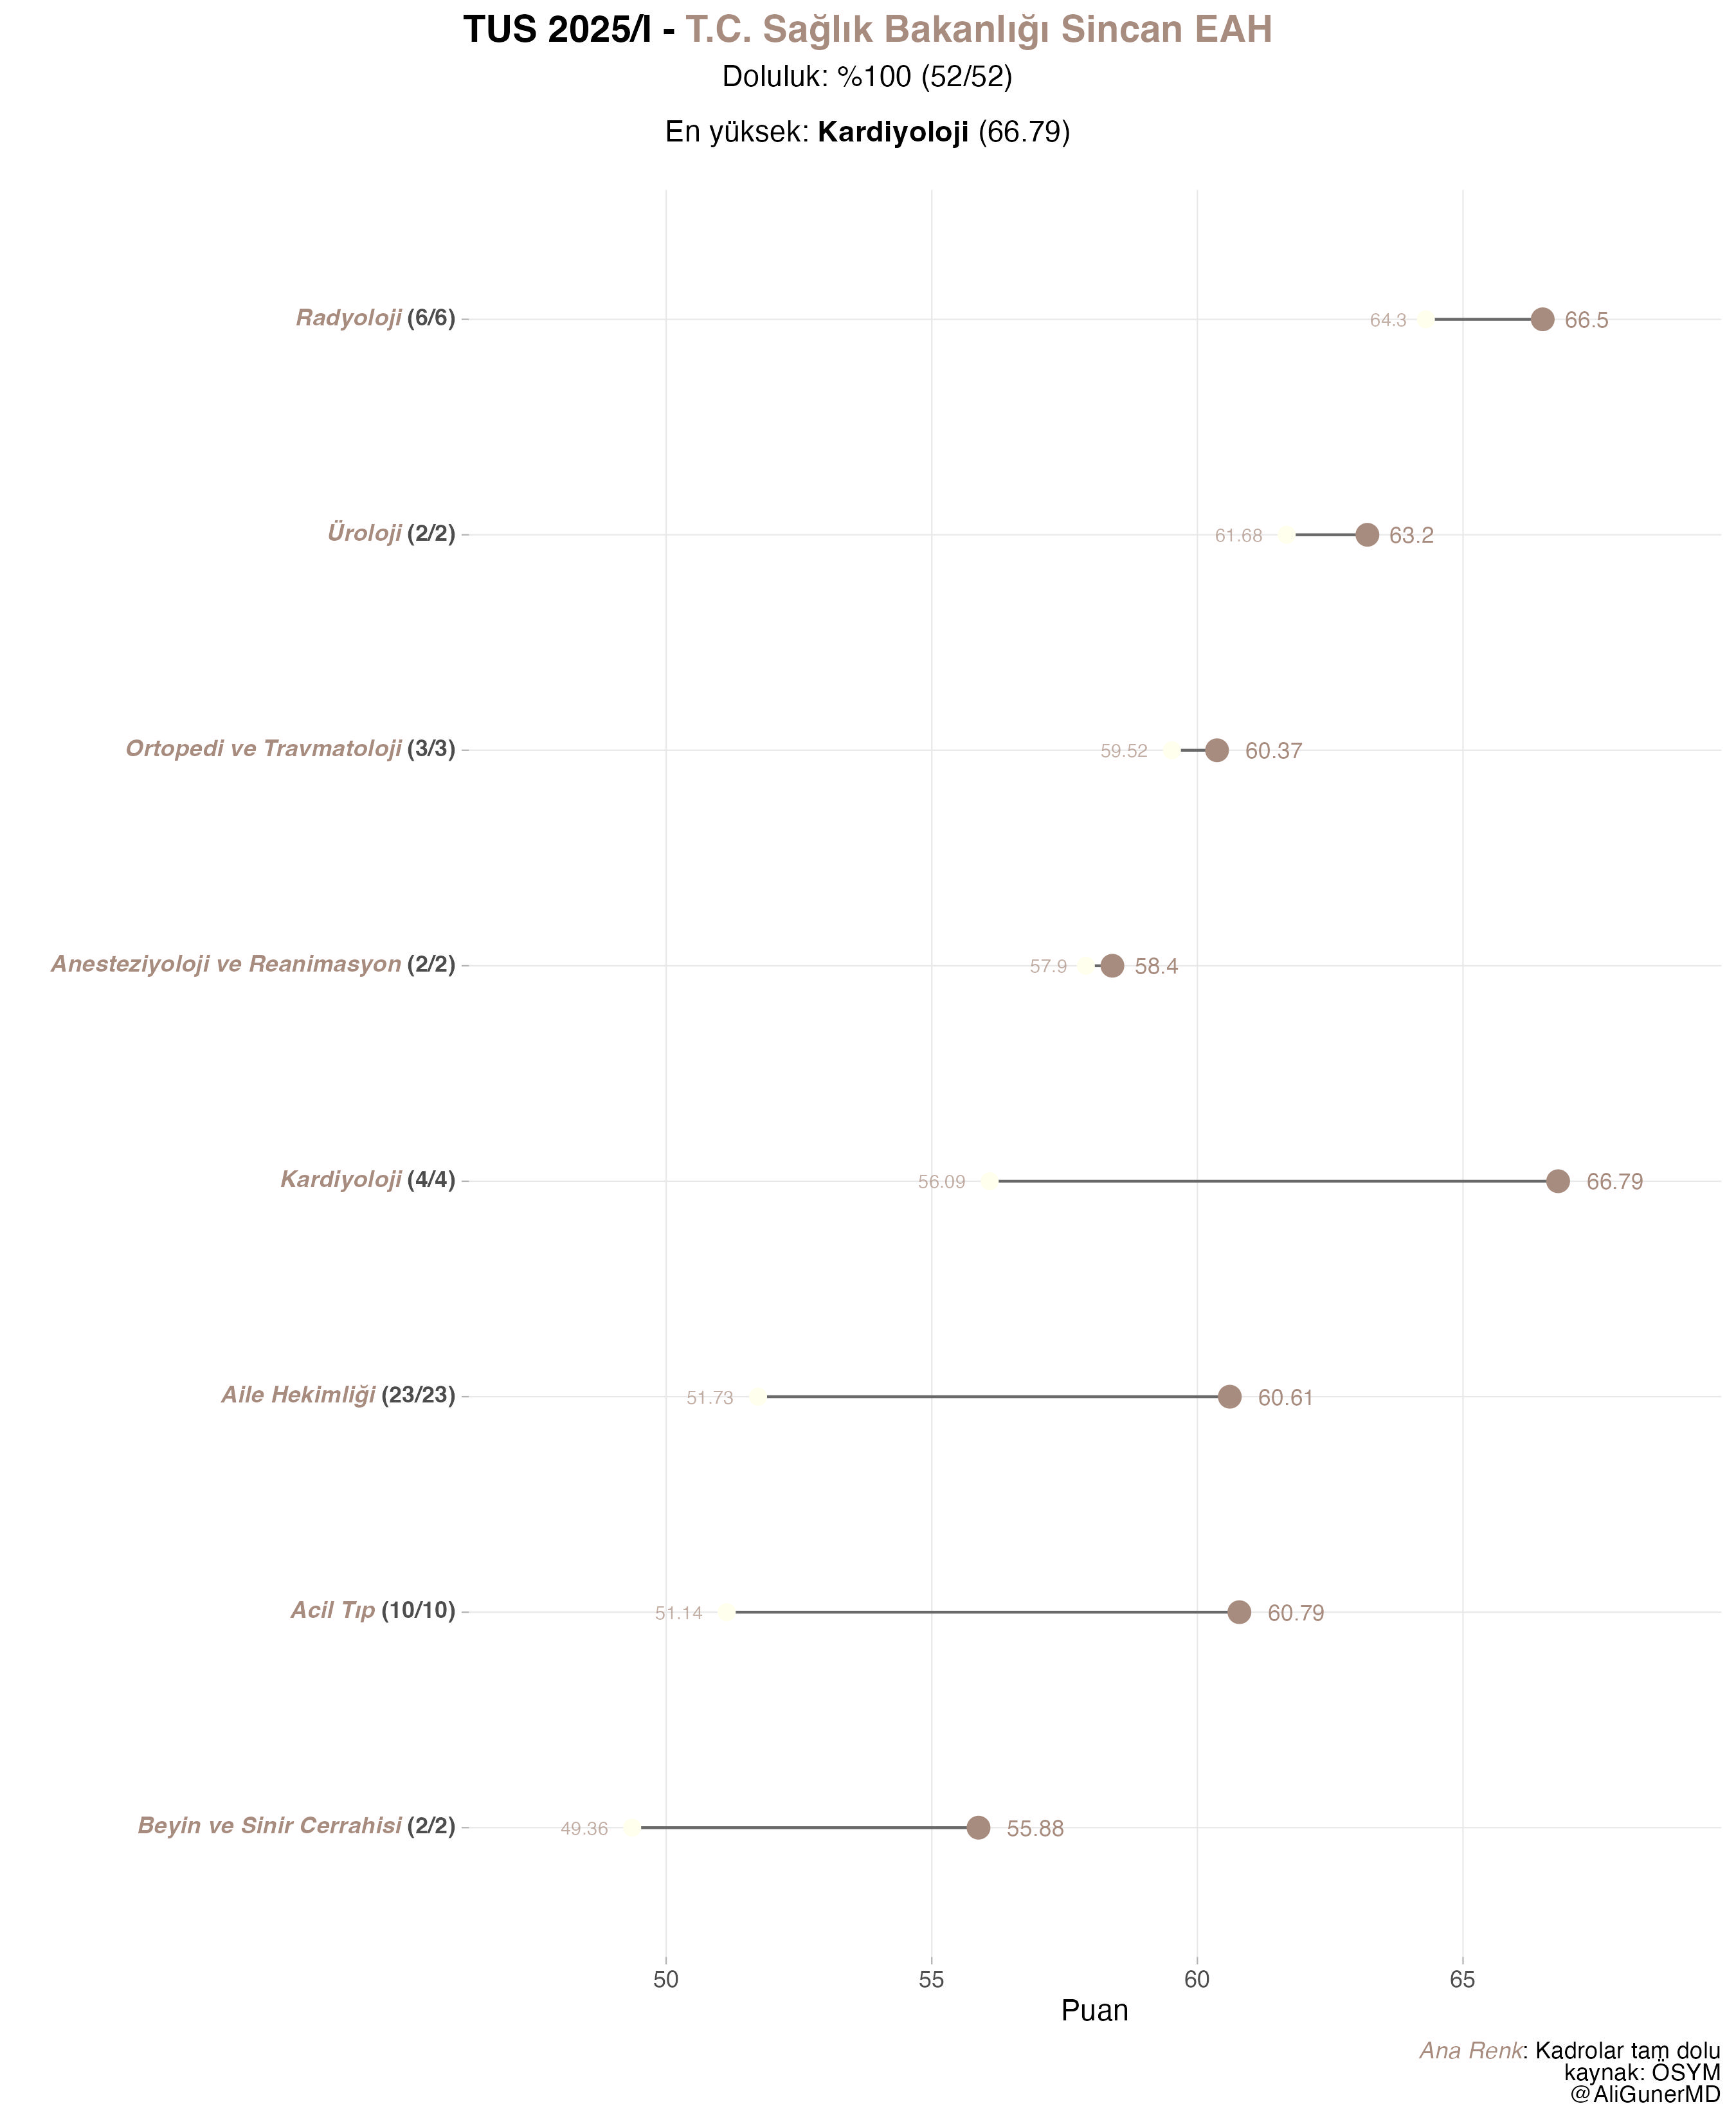 TUS 2025/I - T.C. Sağlık Bakanlığı Sincan EAH
Doluluk: %100 (52/52)
En yüksek: Kardiyoloji (66.79)
Radyoloji (6/6) 64.3 66.5
Üroloji (2/2) 61.68 63.2
Ortopedi ve Travmatoloji (3/3) 59.52 60.37
Anesteziyoloji ve Reanimasyon (2/2) 57.9 58.4
Kardiyoloji (4/4) 56.09 66.79
Aile Hekimliği (23/23) 51.73 60.61
Acil Tıp (10/10) 51.14 60.79
Beyin ve Sinir Cerrahisi (2/2) 49.36 55.88
50 55 60 65
Puan
Ana Renk: Kadrolar tam dolu
kaynak: ÖSYM
@AliGunerMD